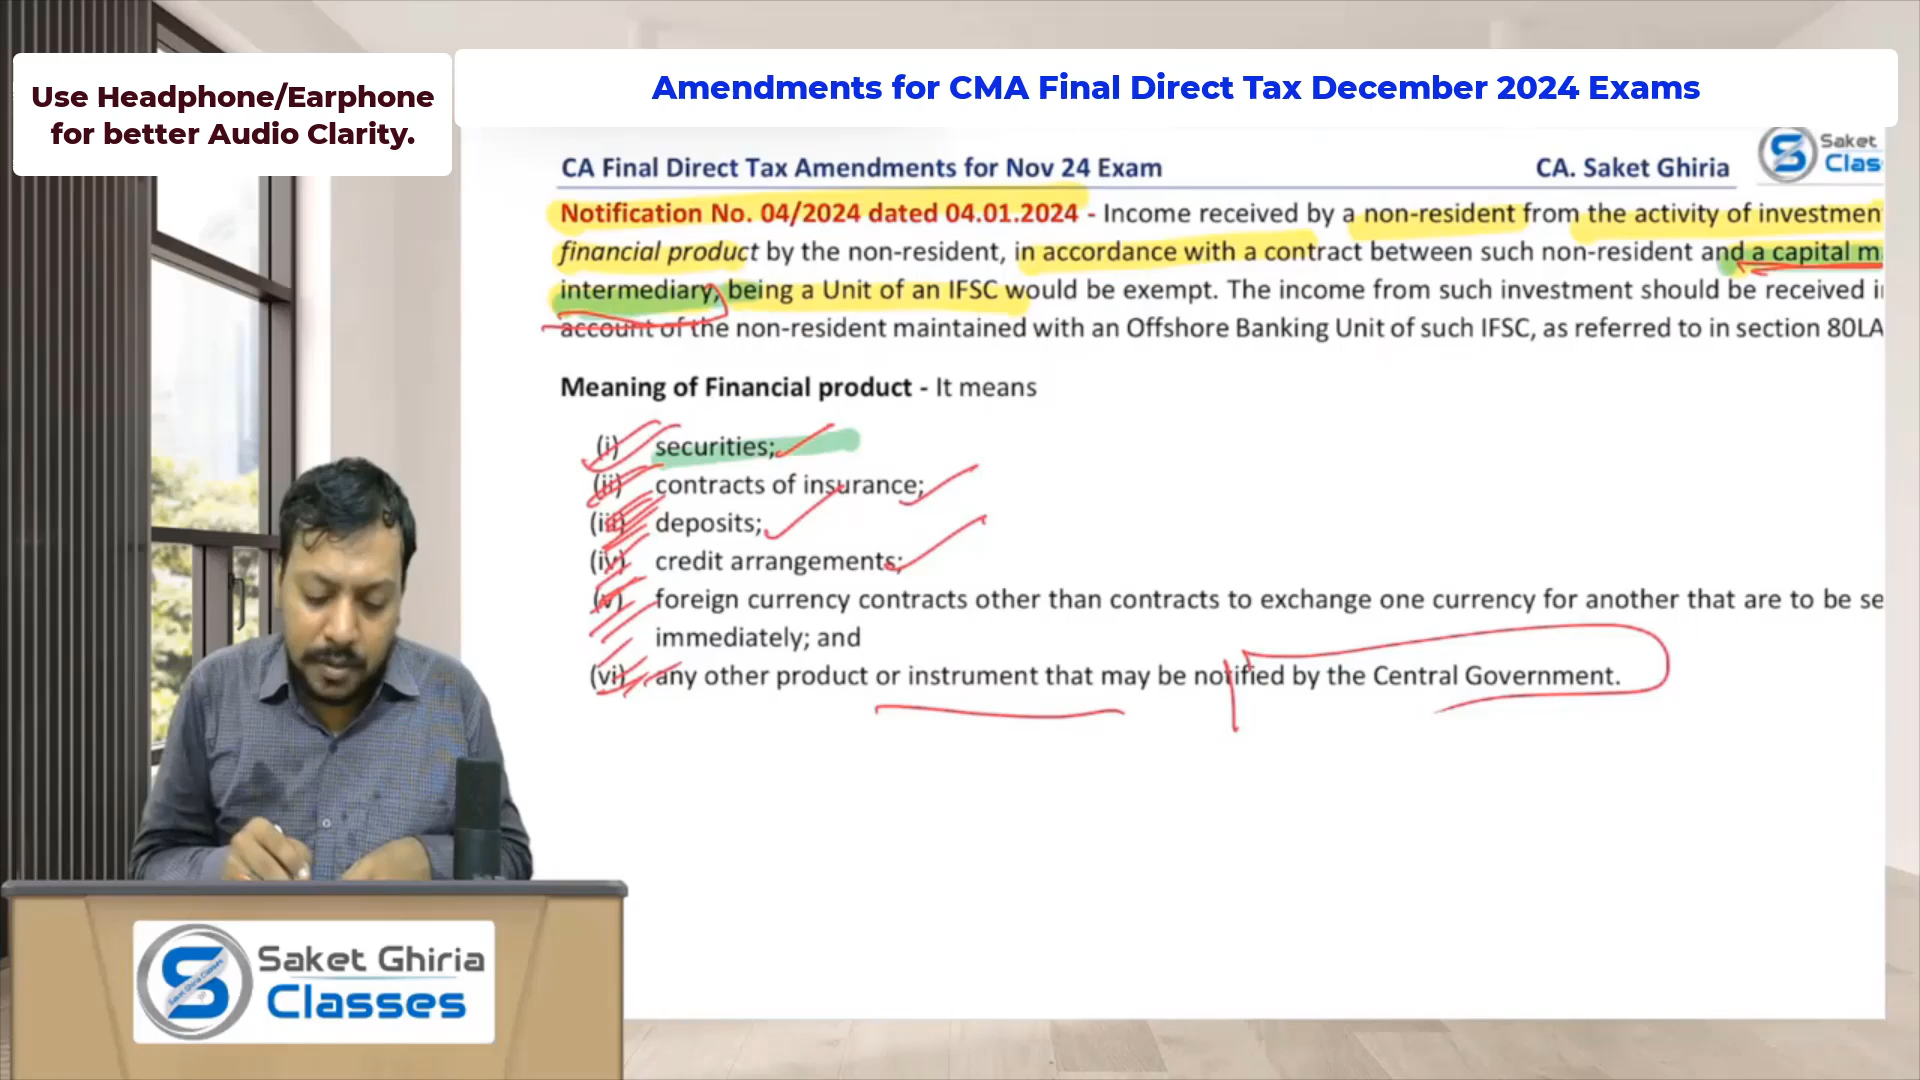 Use Headphone/Earphone
for better Audio Clarity.
Amendments for CMA Final Direct Tax December 2024 Exams
CA Final Direct Tax Amendments for Nov 24 Exam
CA. Saket Ghiria
Saket
Clas
Notification No. 04/2024 dated 04.01.2024 - Income received by a non-resident from the activity of investmen
financial product by the non-resident, in accordance with a contract between such non-resident and a capital m
intermediary, being a Unit of an IFSC would be exempt. The income from such investment should be received i
account of the non-resident maintained with an Offshore Banking Unit of such IFSC, as referred to in section 80LA
Meaning of Financial product - It means
(i) securities;
(ii) contracts of insurance;
(iii) deposits;
(iv) credit arrangements;
(v) foreign currency contracts other than contracts to exchange one currency for another that are to be se
immediately; and
(vi) any other product or instrument that may be notified by the Central Government.
Saket Ghiria
Classes